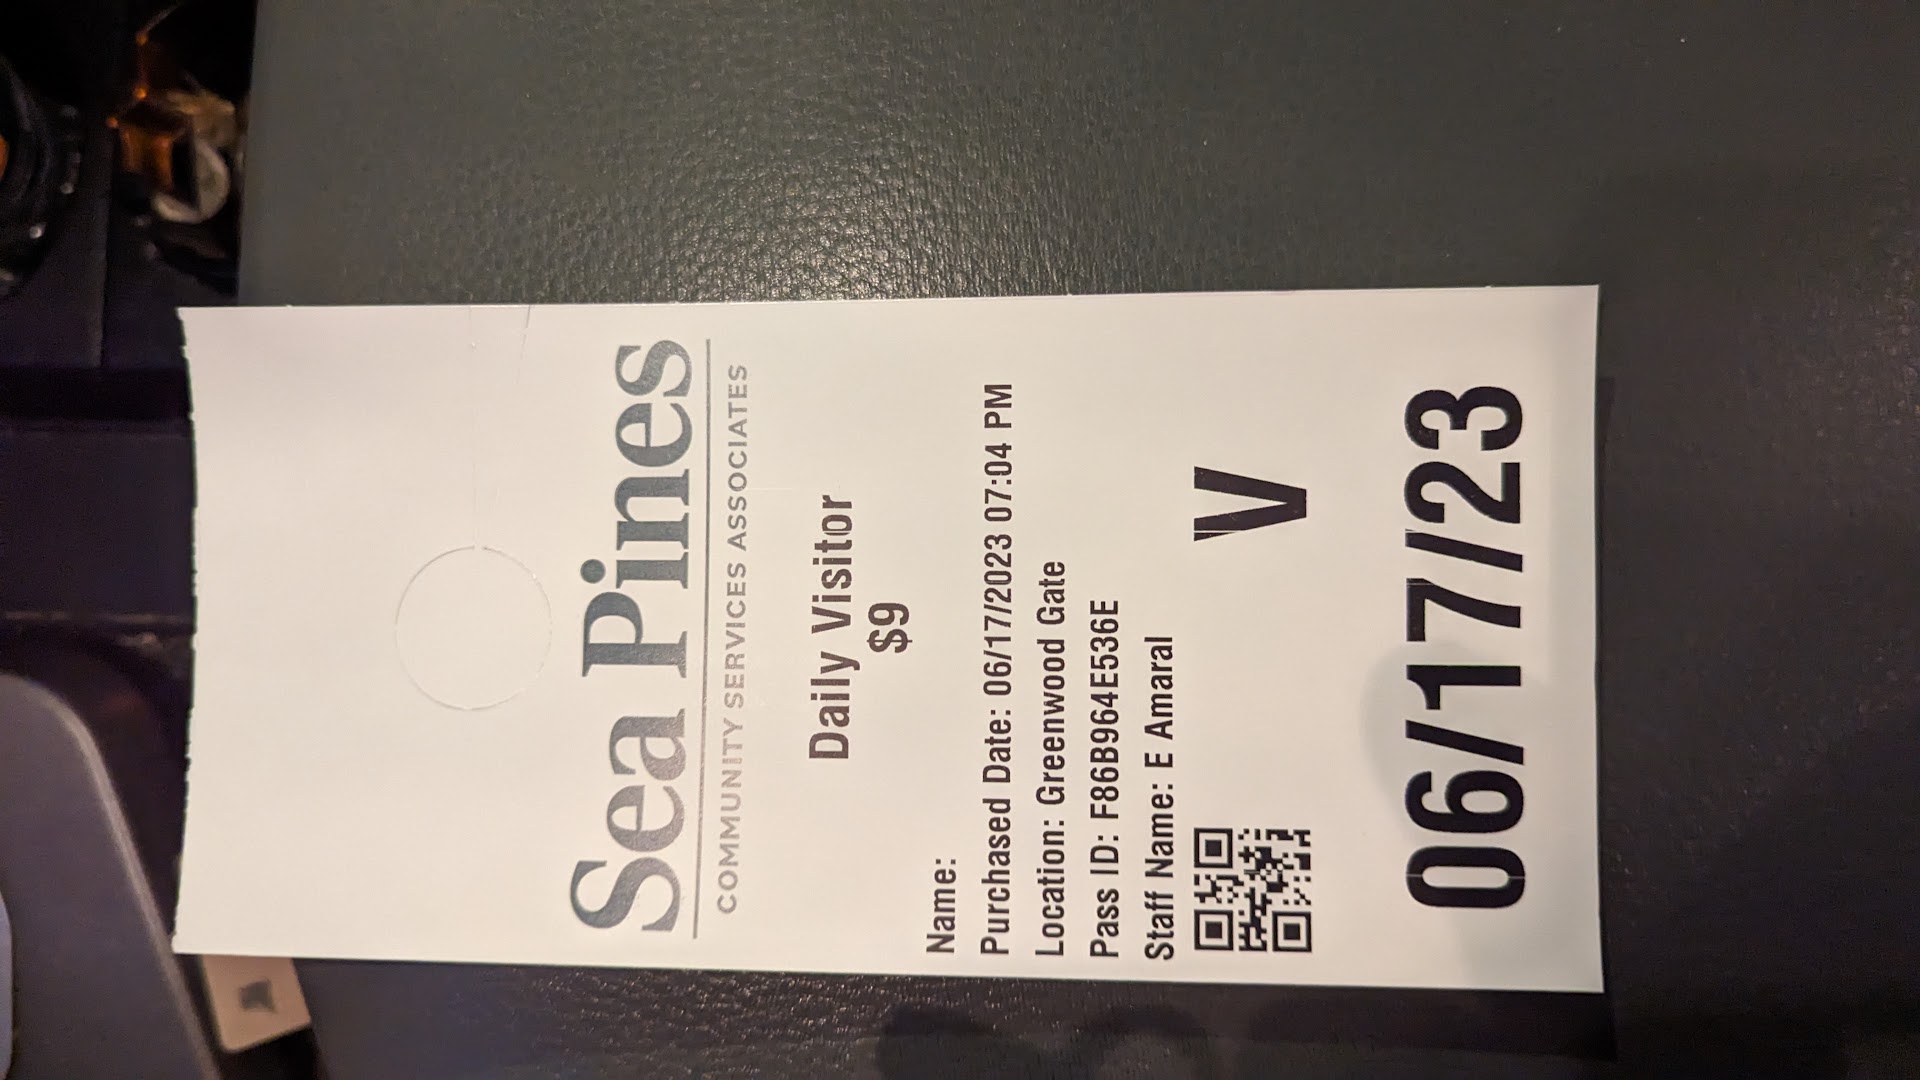 Sea Pines
COMMUNITY SERVICES ASSOCIATES
Daily Visitor
$9
Name:
Purchased Date: 06/17/2023 07:04 PM
Location: Greenwood Gate
Pass ID: F86B964E536E
Staff Name: E Amaral
V
06/17/23